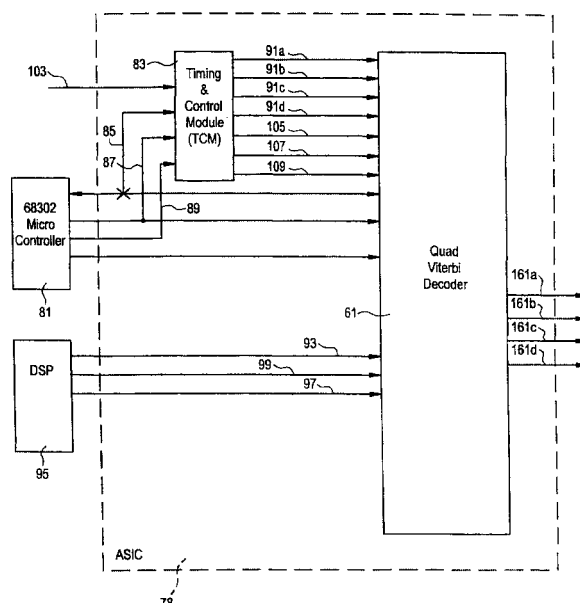 103
83
Timing
&
Control
Module
(TCM)
91a
91b
91c
91d
105
107
109
85
87
89
68302
Micro
Controller
81
Quad
Viterbi
Decoder
61
161a
161b
161c
161d
DSP
93
99
97
95
ASIC
78